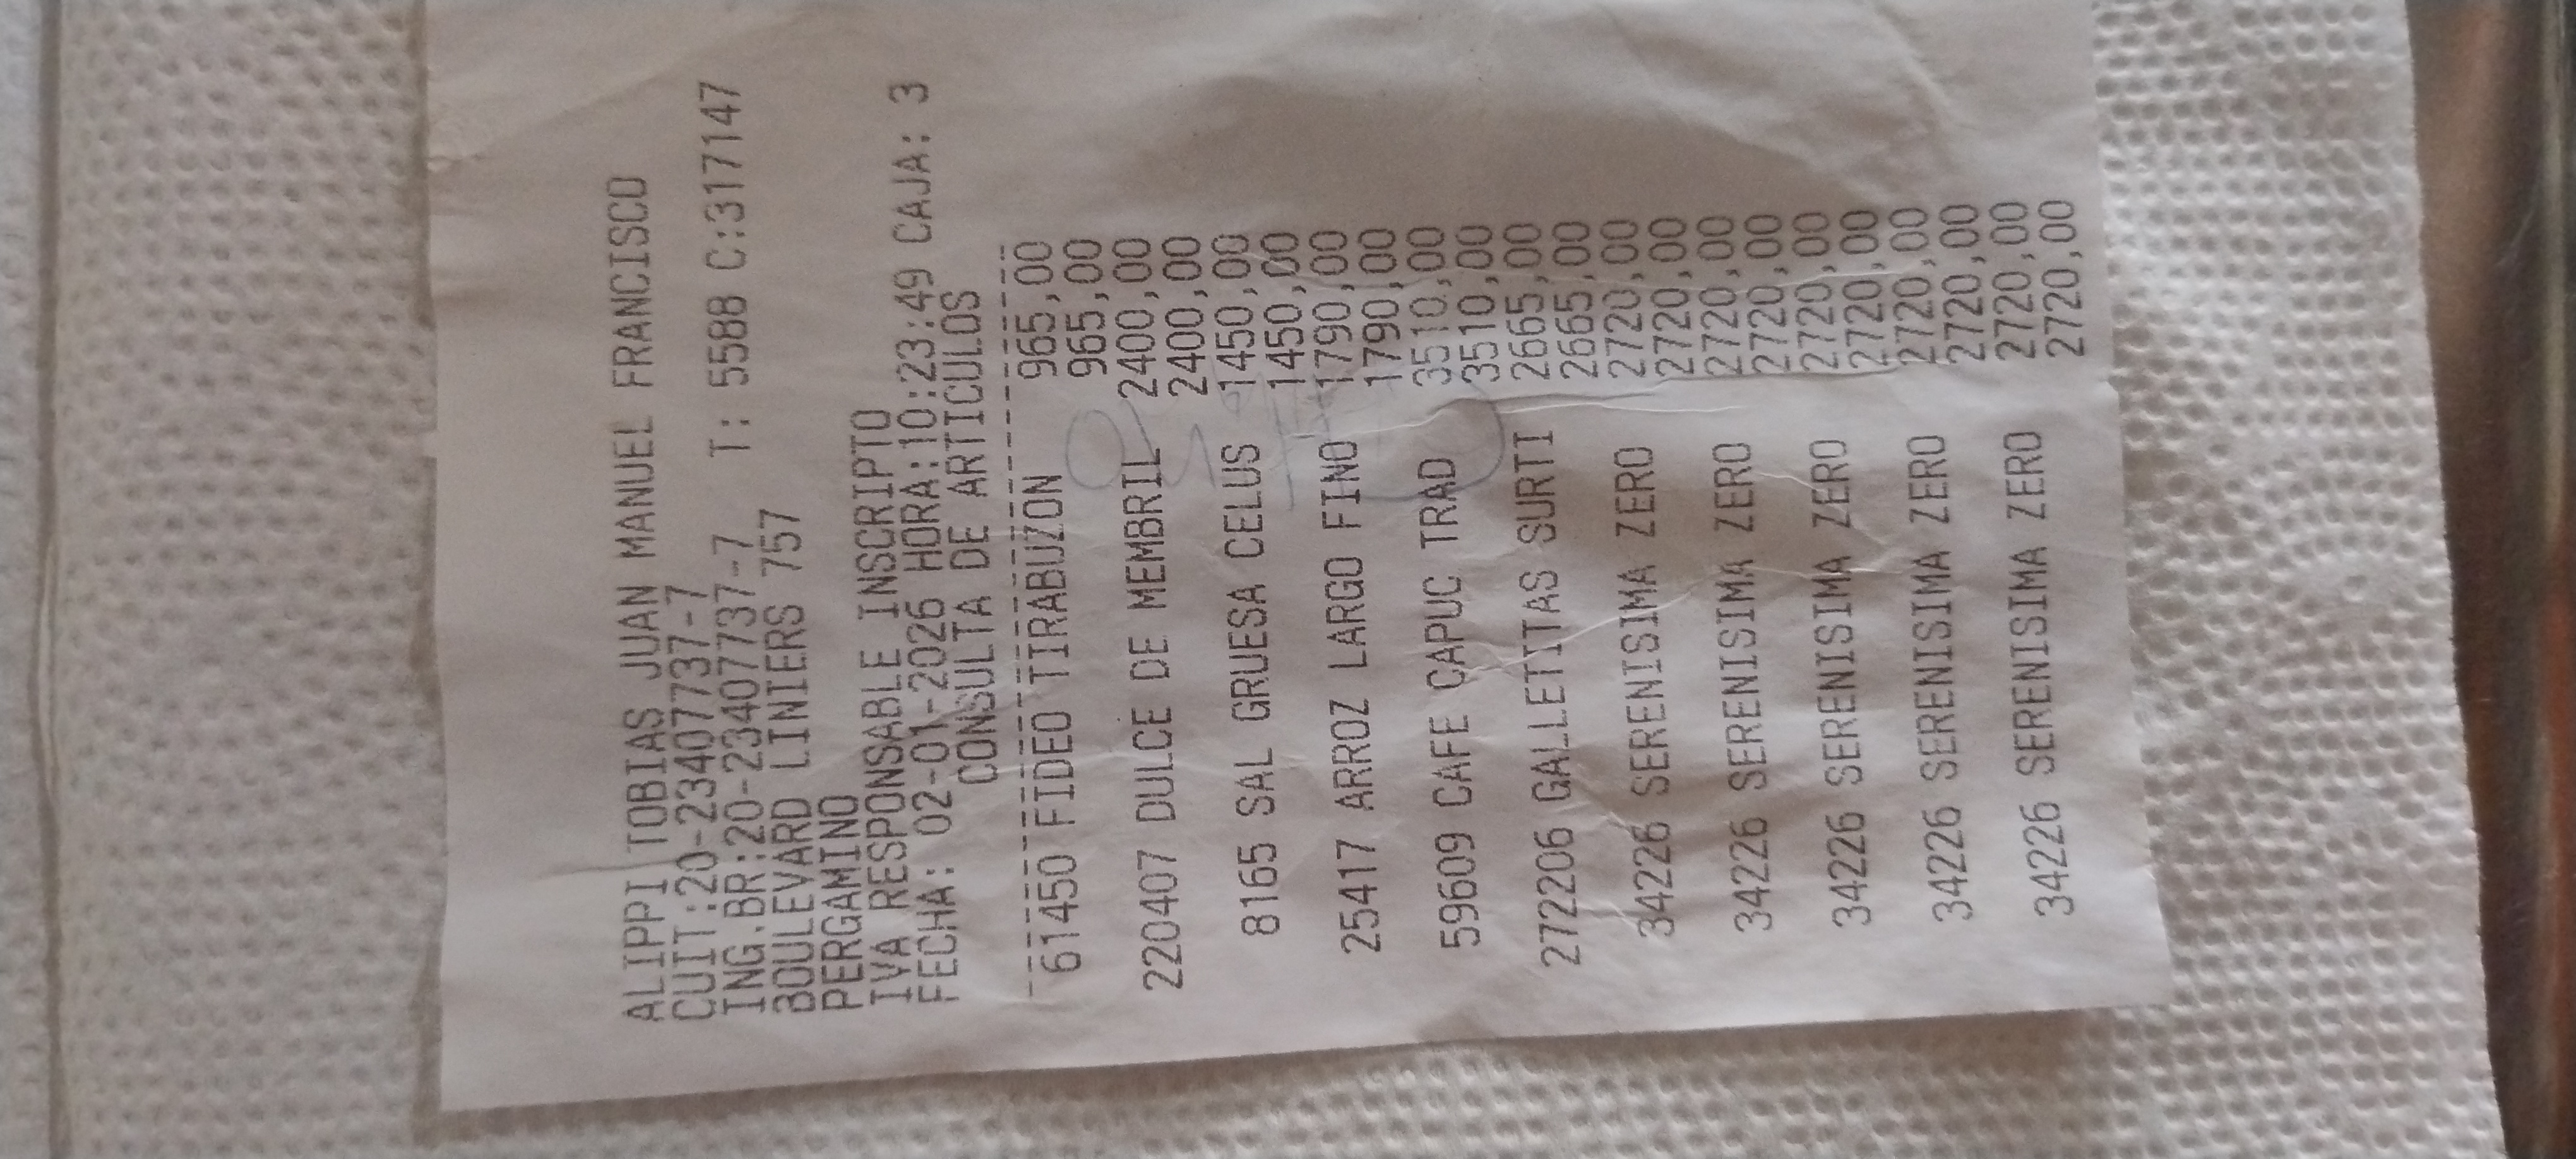 ALIPPI TOBIAS JUAN MANUEL FRANCISCO
CUIT:20-23407737-7
ING.BR:20-23407737-7 T: 5588 C:317147
BOULEVARD LINIERS 757
PERGAMINO
IVA RESPONSABLE INSCRIPTO
FECHA: 02-01-2026 HORA:10:23:49 CAJA: 3
CONSULTA DE ARTICULOS
61450 FIDEO TIRABUZON 965,00
965,00
220407 DULCE DE MEMBRIL 2400,00
2400,00
8165 SAL GRUESA CELUS 1450,00
1450,00
25417 ARROZ LARGO FINO 1790,00
1790,00
59609 CAFE CAPUC TRAD 3510,00
3510,00
272206 GALLETITAS SURTI 2665,00
2665,00
34226 SERENISIMA ZERO 2720,00
2720,00
34226 SERENISIMA ZERO 2720,00
2720,00
34226 SERENISIMA ZERO 2720,00
2720,00
34226 SERENISIMA ZERO 2720,00
2720,00
34226 SERENISIMA ZERO 2720,00
2720,00